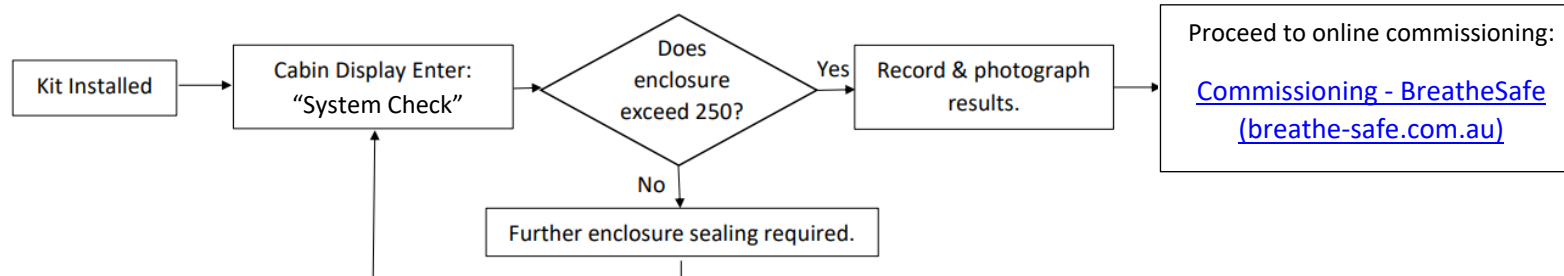 Kit Installed
Cabin Display Enter:
“System Check”
Does
enclosure
exceed 250?
Yes
Record & photograph
results.
Proceed to online commissioning:
Commissioning - BreatheSafe
(breathe-safe.com.au)
No
Further enclosure sealing required.